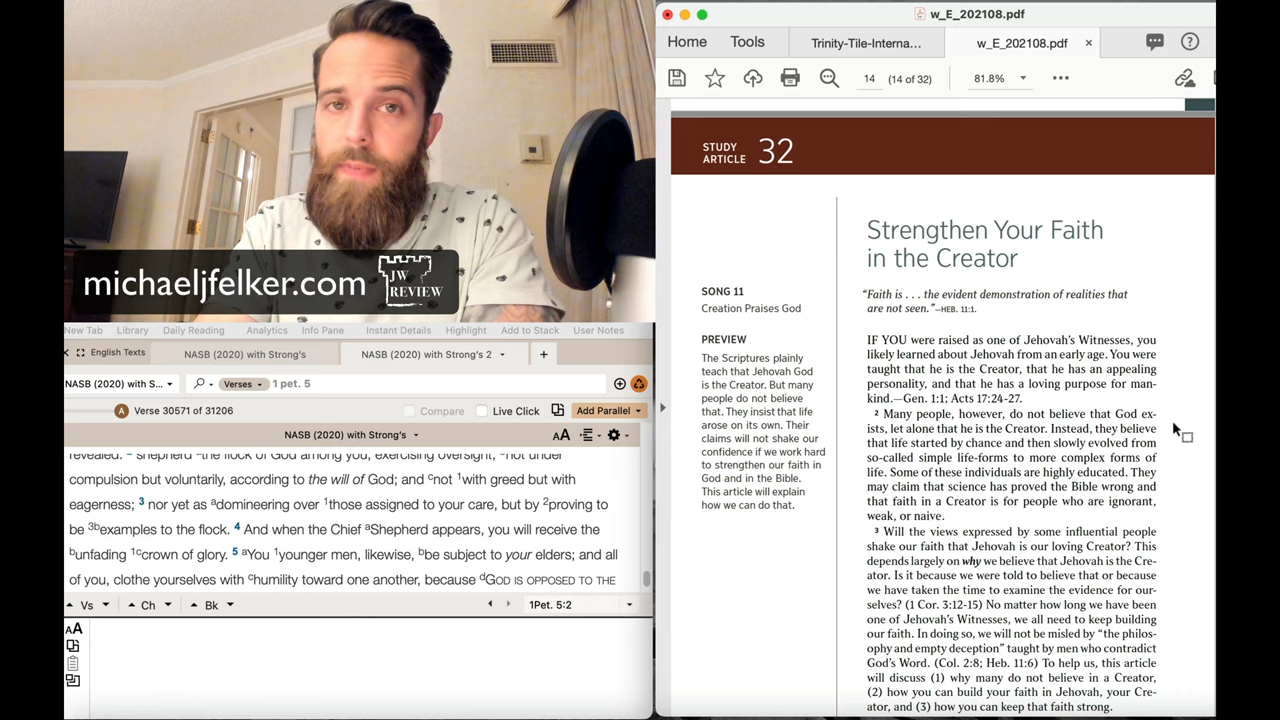 michaeljfelker.com
JW
REVIEW
New Tab Library Daily Reading Analytics Info Pane Instant Details Highlight Add to Stack User Notes
English Texts NASB (2020) with Strong's NASB (2020) with Strong's 2 +
NASB (2020) with S... Verses 1 pet. 5
A Verse 30571 of 31206 Compare Live Click Add Parallel
NASB (2020) with Strong's AA
revealed. 2 shepherd the flock of God among you, exercising oversight, not under
compulsion but voluntarily, according to the will of God; and cnot 1with greed but with
eagerness; 3 nor yet as adomineering over 1those assigned to your care, but by 2proving to
be 3bexamples to the flock. 4 And when the Chief aShepherd appears, you will receive the
bunfading 1ccrown of glory. 5 aYou 1younger men, likewise, bbe subject to your elders; and all
of you, clothe yourselves with chumility toward one another, because dGOD IS OPPOSED TO THE
Vs Ch Bk 1Pet. 5:2
AA
w_E_202108.pdf
Home Tools Trinity-Tile-Interna... w_E_202108.pdf ×
14 (14 of 32) 81.8%
STUDY
ARTICLE 32
Strengthen Your Faith
in the Creator
SONG 11
Creation Praises God
PREVIEW
The Scriptures plainly
teach that Jehovah God
is the Creator. But many
people do not believe
that. They insist that life
arose on its own. Their
claims will not shake our
confidence if we work hard
to strengthen our faith in
God and in the Bible.
This article will explain
how we can do that.
"Faith is . . . the evident demonstration of realities that
are not seen."—HEB. 11:1.
IF YOU were raised as one of Jehovah's Witnesses, you
likely learned about Jehovah from an early age. You were
taught that he is the Creator, that he has an appealing
personality, and that he has a loving purpose for man-
kind.—Gen. 1:1; Acts 17:24-27.
2 Many people, however, do not believe that God ex-
ists, let alone that he is the Creator. Instead, they believe
that life started by chance and then slowly evolved from
so-called simple life-forms to more complex forms of
life. Some of these individuals are highly educated. They
may claim that science has proved the Bible wrong and
that faith in a Creator is for people who are ignorant,
weak, or naive.
3 Will the views expressed by some influential people
shake our faith that Jehovah is our loving Creator? This
depends largely on why we believe that Jehovah is the Cre-
ator. Is it because we were told to believe that or because
we have taken the time to examine the evidence for our-
selves? (1 Cor. 3:12-15) No matter how long we have been
one of Jehovah's Witnesses, we all need to keep building
our faith. In doing so, we will not be misled by "the philos-
ophy and empty deception" taught by men who contradict
God's Word. (Col. 2:8; Heb. 11:6) To help us, this article
will discuss (1) why many do not believe in a Creator,
(2) how you can build your faith in Jehovah, your Cre-
ator, and (3) how you can keep that faith strong.